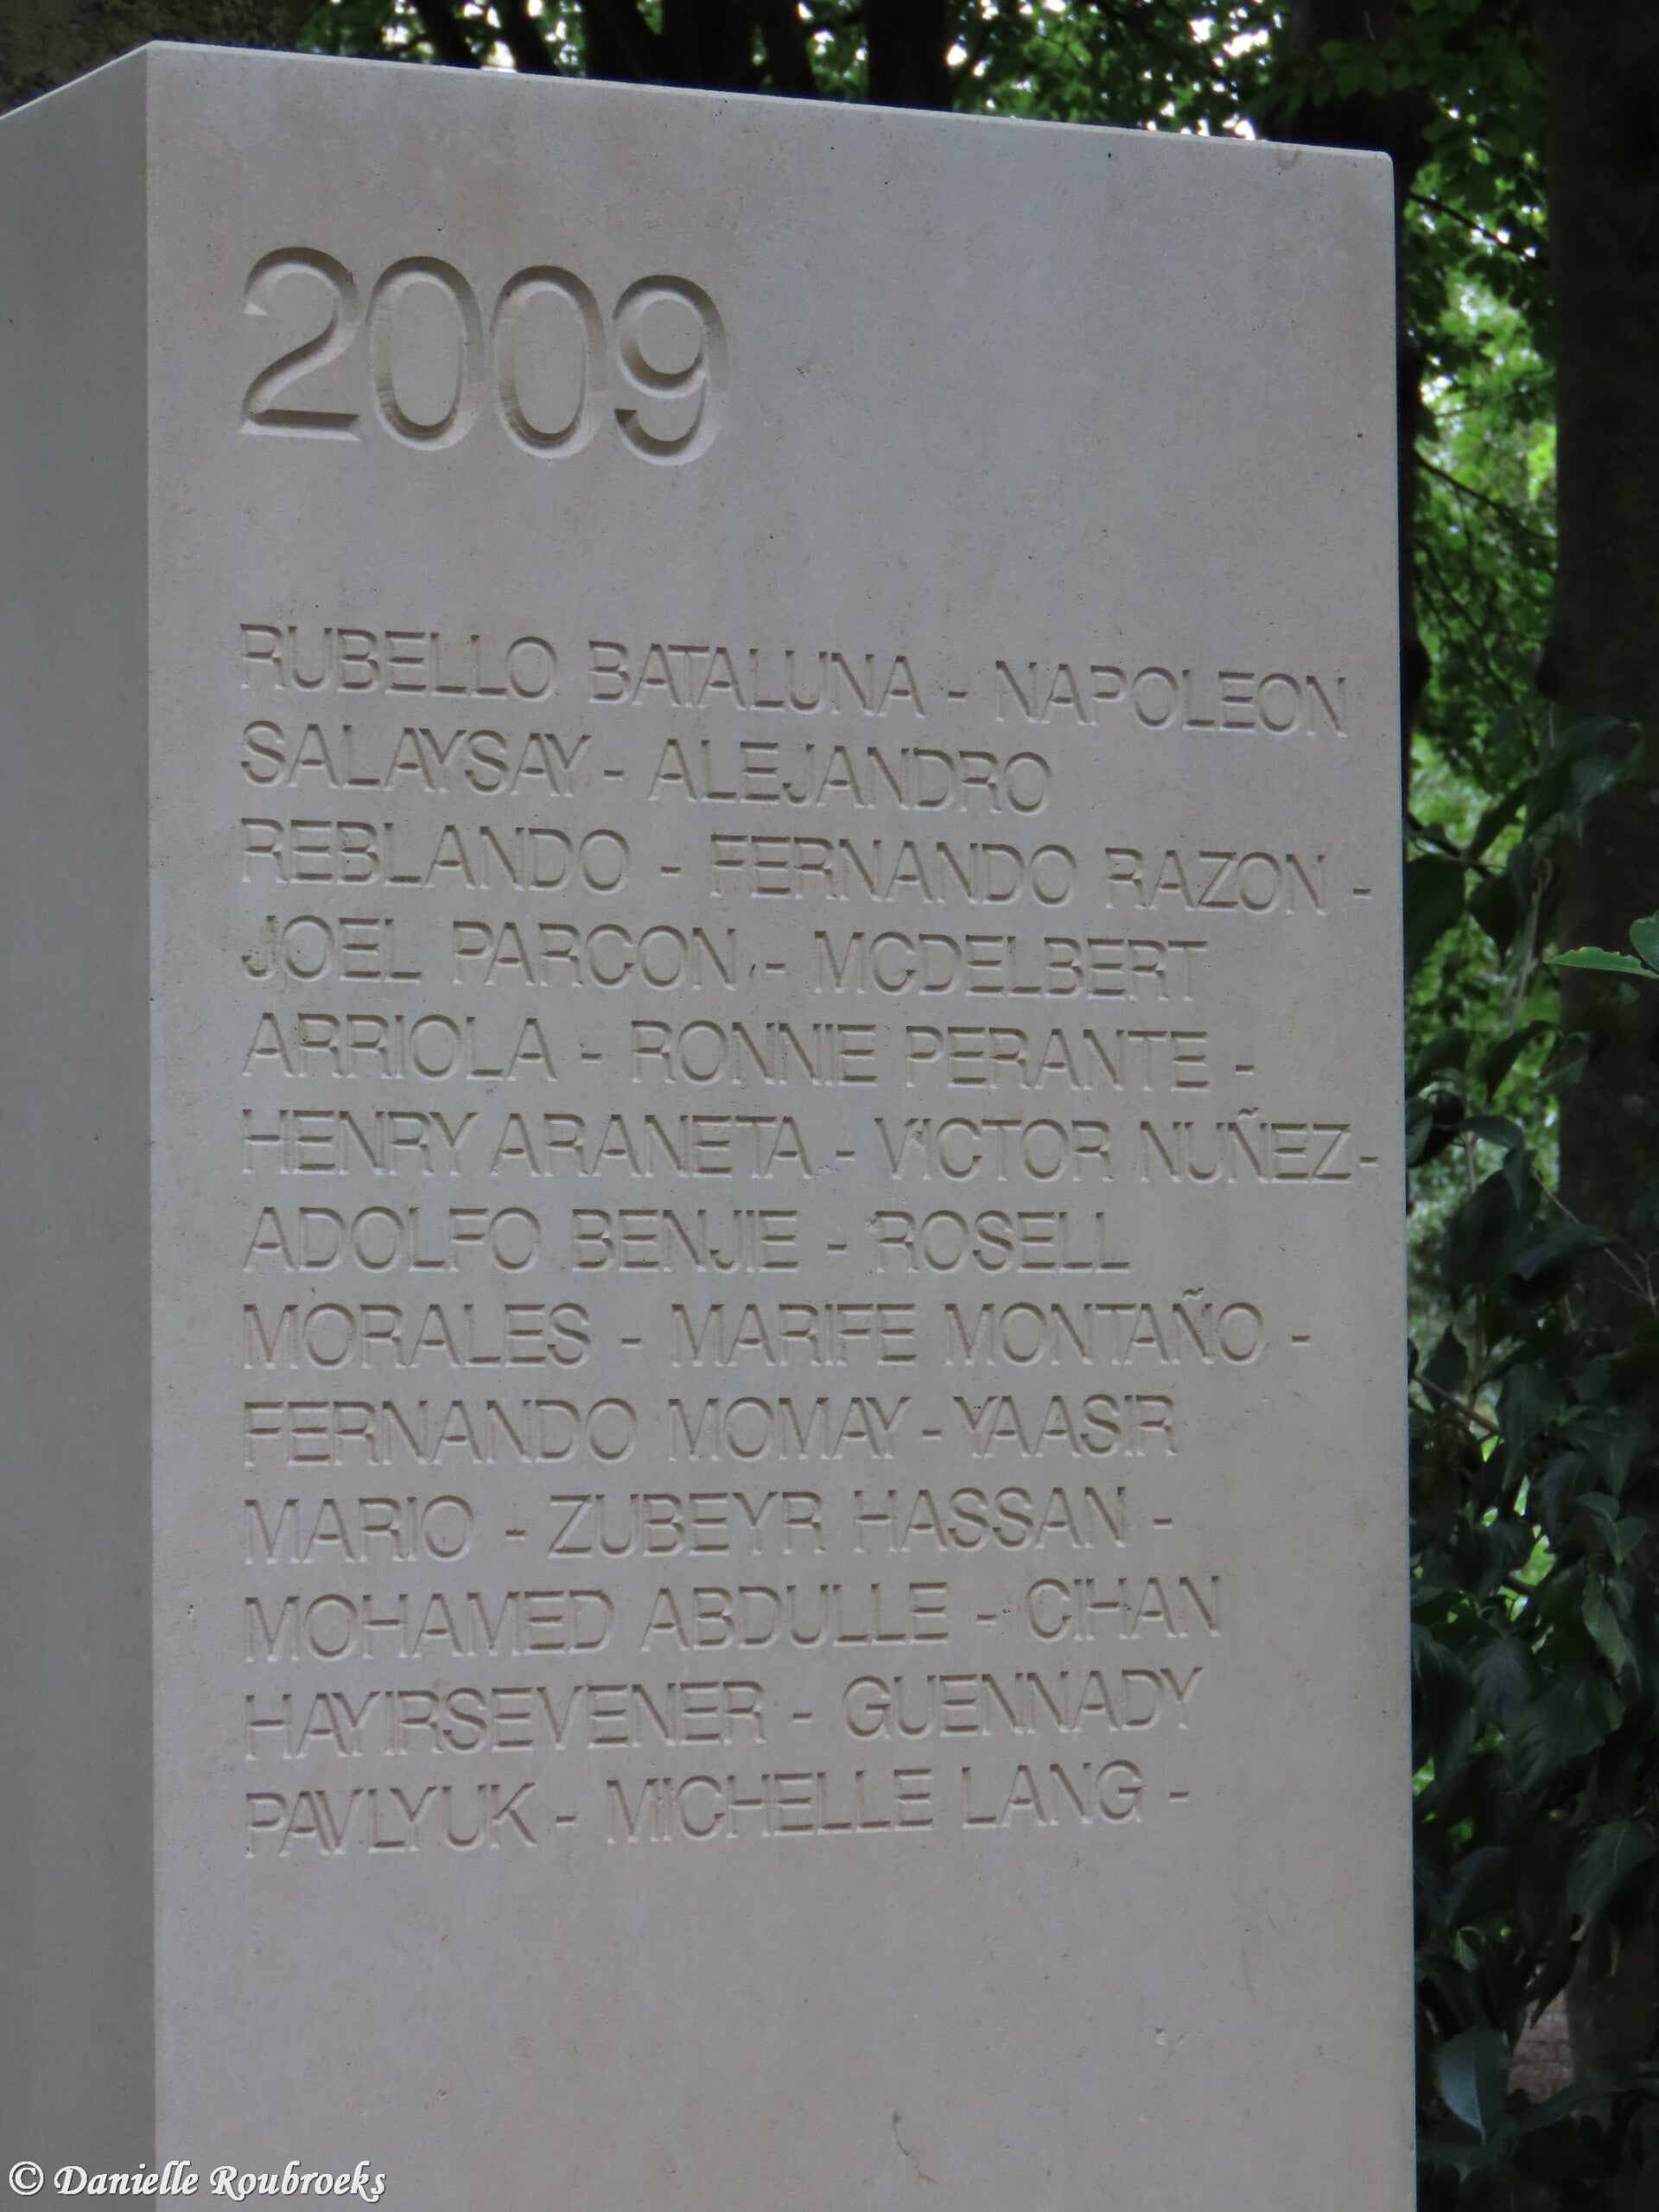 2009
RUBELLO BATALUNA - NAPOLEON
SALAYSAY - ALEJANDRO
REBLANDO - FERNANDO RAZON -
JOEL PARCON - MCDELBERT
ARRIOLA - RONNIE PERANTE -
HENRY ARANETA - VICTOR NUÑEZ -
ADOLFO BENJIE - ROSELL
MORALES - MARIFE MONTAÑO -
FERNANDO MOMAY - YAASIR
MARIO - ZUBEYR HASSAN -
MOHAMED ABDULLE - CIHAN
HAYIRSEVENER - GUENNADY
PAVLYUK - MICHELLE LANG -
© Danielle Roubroeks